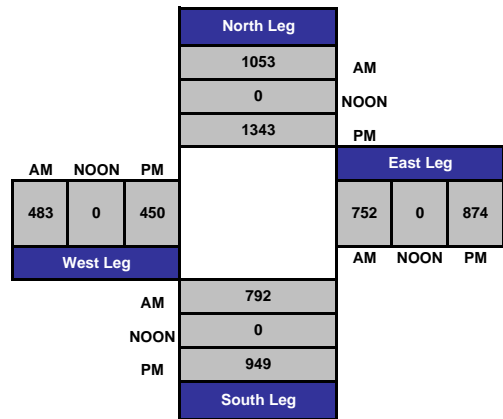 North Leg
1053 AM
0 NOON
1343 PM
AM NOON PM East Leg
483 0 450 752 0 874
West Leg AM NOON PM
AM 792
NOON 0
PM 949
South Leg